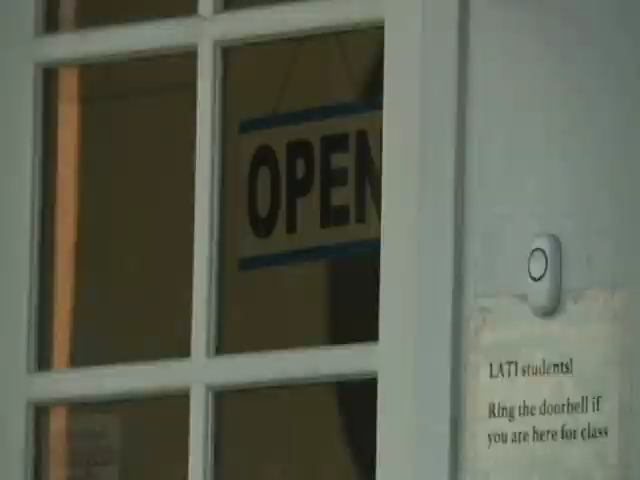 OPEN
LATI students!
Ring the doorbell if
you are here for class